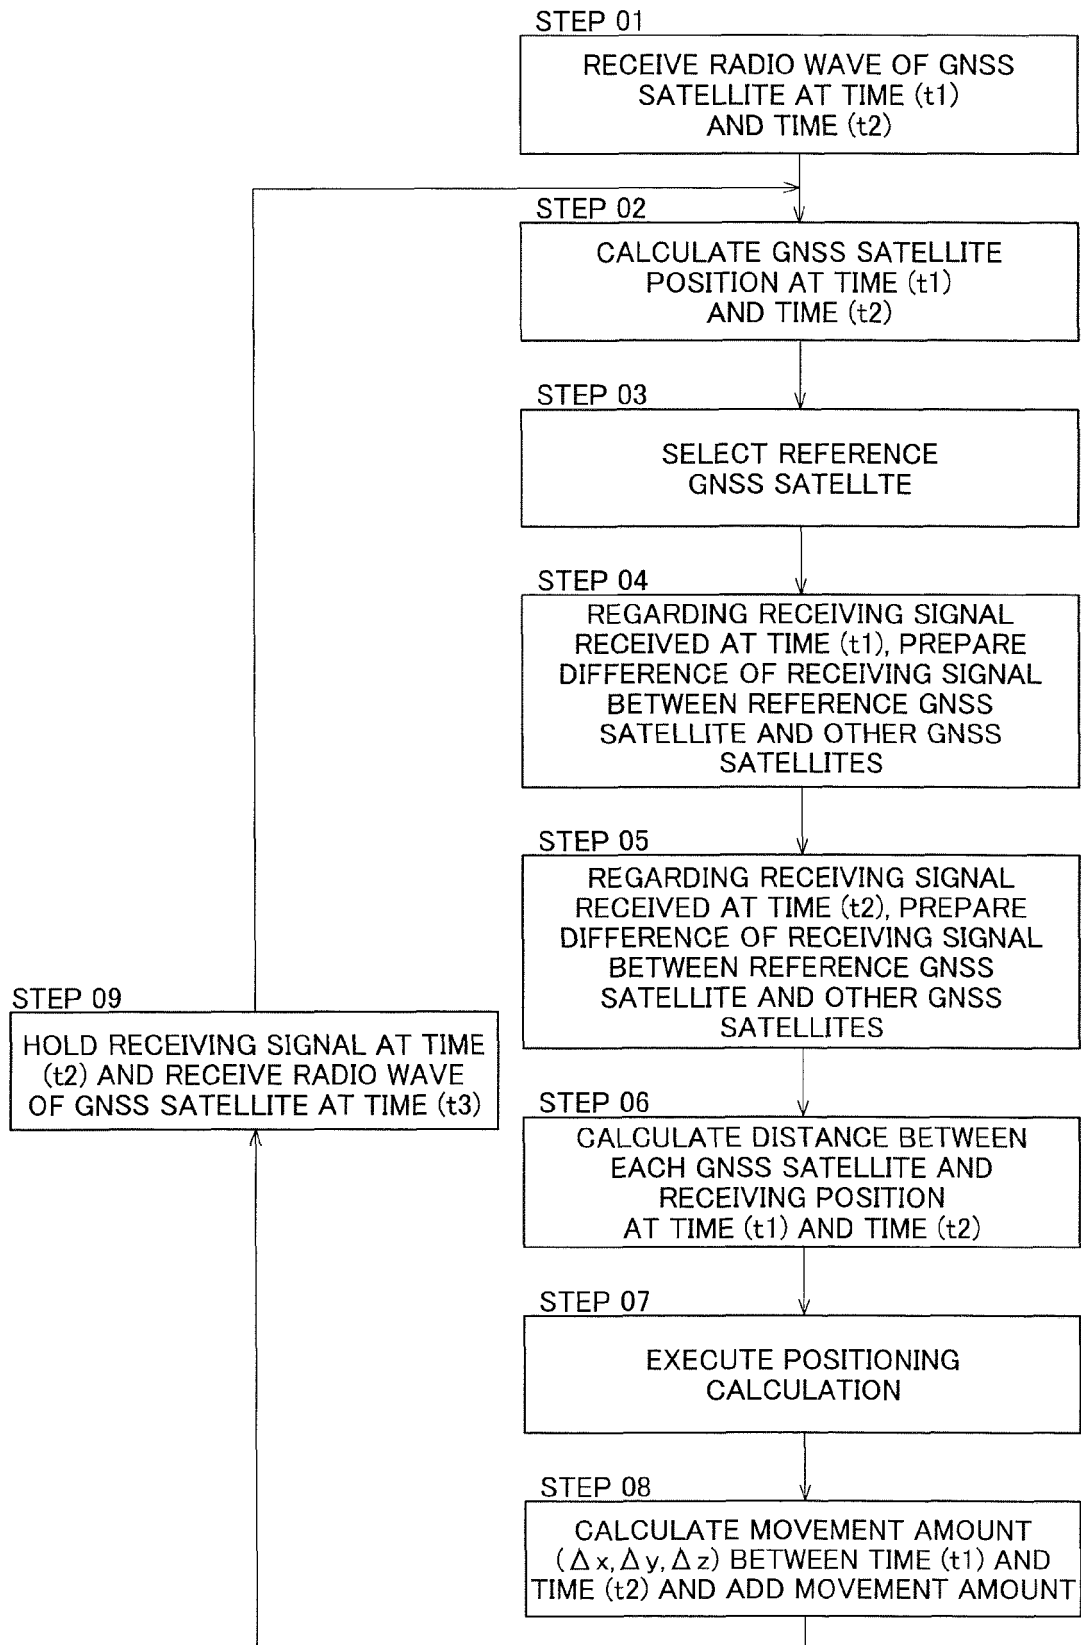 STEP 01
RECEIVE RADIO WAVE OF GNSS
SATELLITE AT TIME (t1)
AND TIME (t2)
STEP 02
CALCULATE GNSS SATELLITE
POSITION AT TIME (t1)
AND TIME (t2)
STEP 03
SELECT REFERENCE
GNSS SATELLTE
STEP 04
REGARDING RECEIVING SIGNAL
RECEIVED AT TIME (t1), PREPARE
DIFFERENCE OF RECEIVING SIGNAL
BETWEEN REFERENCE GNSS
SATELLITE AND OTHER GNSS
SATELLITES
STEP 05
REGARDING RECEIVING SIGNAL
RECEIVED AT TIME (t2), PREPARE
DIFFERENCE OF RECEIVING SIGNAL
BETWEEN REFERENCE GNSS
SATELLITE AND OTHER GNSS
SATELLITES
STEP 06
CALCULATE DISTANCE BETWEEN
EACH GNSS SATELLITE AND
RECEIVING POSITION
AT TIME (t1) AND TIME (t2)
STEP 07
EXECUTE POSITIONING
CALCULATION
STEP 08
CALCULATE MOVEMENT AMOUNT
(Δx, Δy, Δz) BETWEEN TIME (t1) AND
TIME (t2) AND ADD MOVEMENT AMOUNT
STEP 09
HOLD RECEIVING SIGNAL AT TIME
(t2) AND RECEIVE RADIO WAVE
OF GNSS SATELLITE AT TIME (t3)